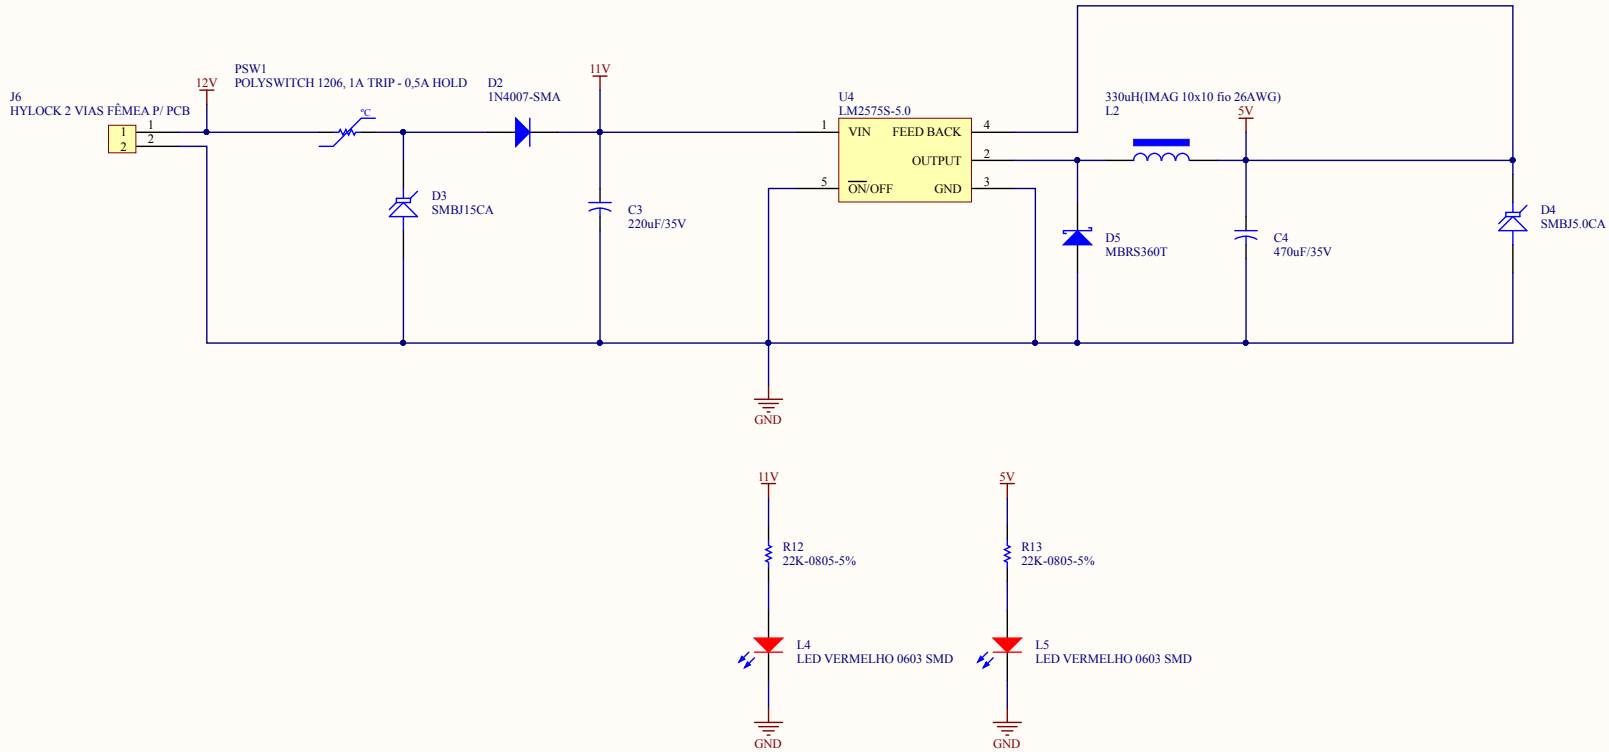 J6
HYLOCK 2 VIAS FÊMEA P/ PCB
1
2
1
2
12V
PSW1
POLYSWITCH 1206, 1A TRIP - 0,5A HOLD
ºC
D3
SMBJ15CA
D2
1N4007-SMA
11V
C3
220uF/35V
U4
LM2575S-5.0
1
VIN
FEED BACK
4
OUTPUT
2
5
ON/OFF
GND
3
330uH(IMAG 10x10 fio 26AWG)
L2
5V
D5
MBRS360T
C4
470uF/35V
D4
SMBJ5.0CA
GND
11V
R12
22K-0805-5%
L4
LED VERMELHO 0603 SMD
GND
5V
R13
22K-0805-5%
L5
LED VERMELHO 0603 SMD
GND